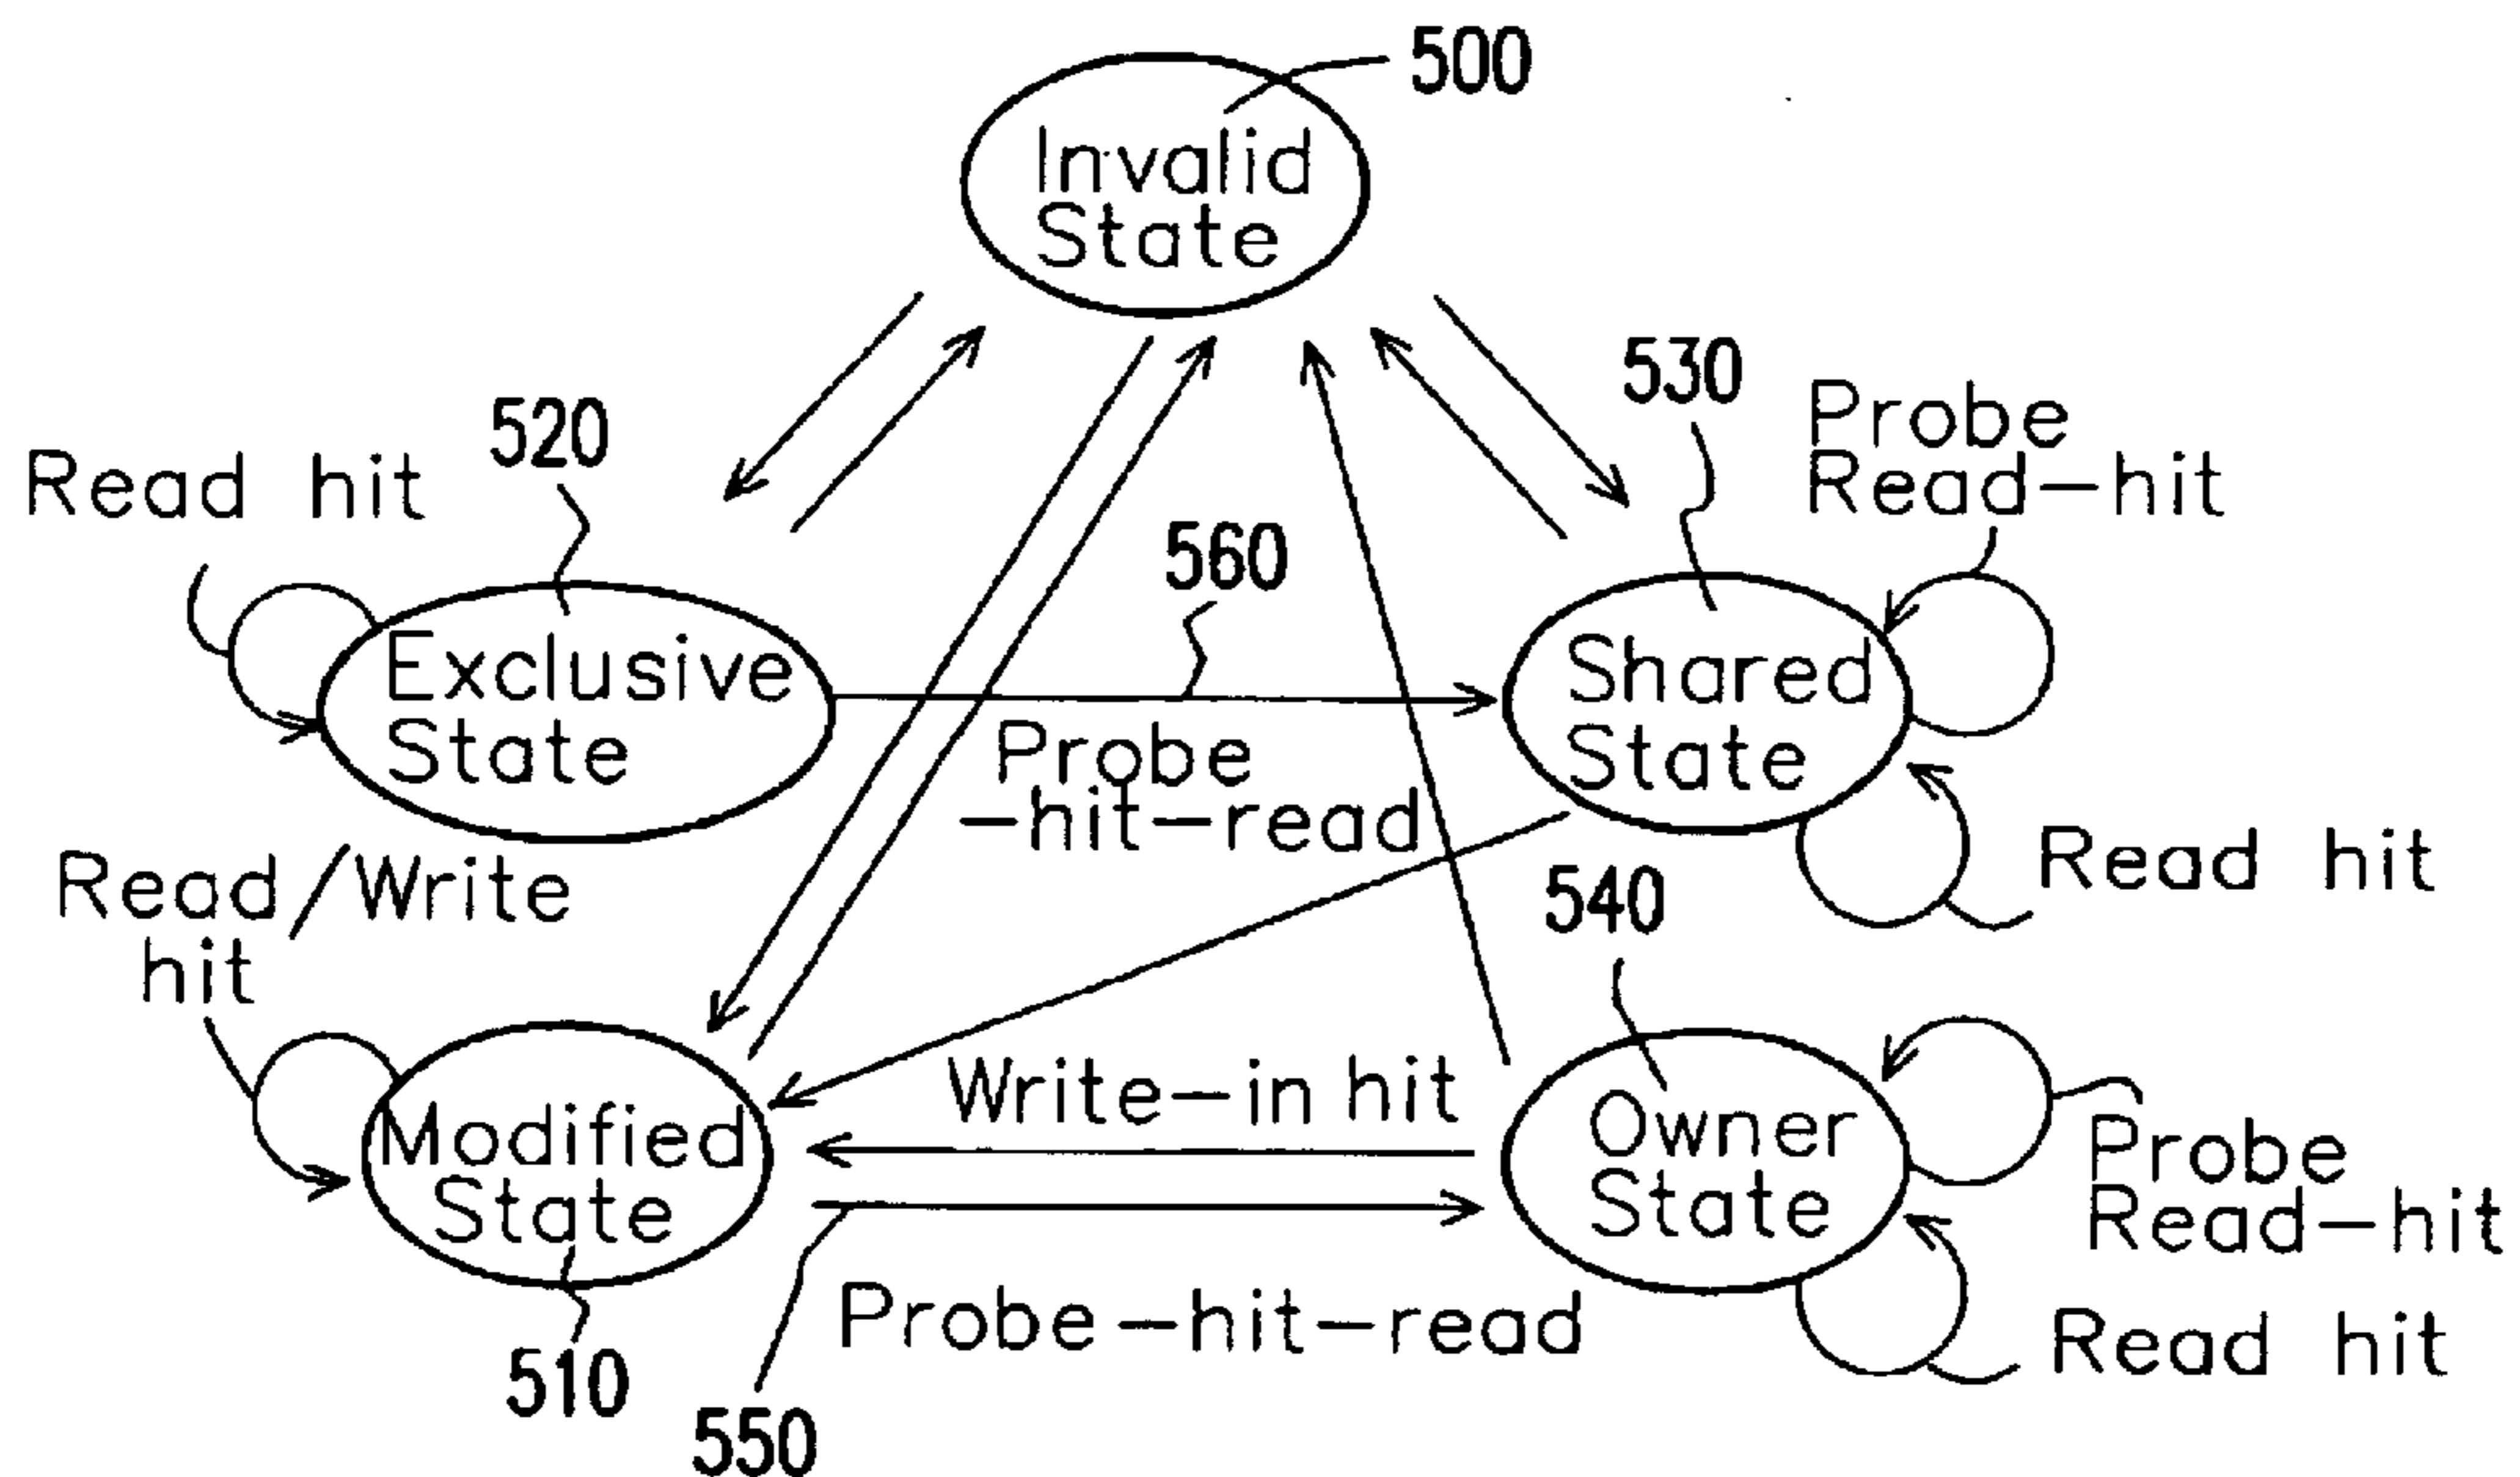 500
Invalid
State
530
Probe
Read-hit
520
Read hit
560
Exclusive
State
Shared
State
Probe
-hit-read
Read hit
540
Read/Write
hit
Write-in hit
Modified
State
Owner
State
Probe
Read-hit
Probe-hit-read
Read hit
510
550